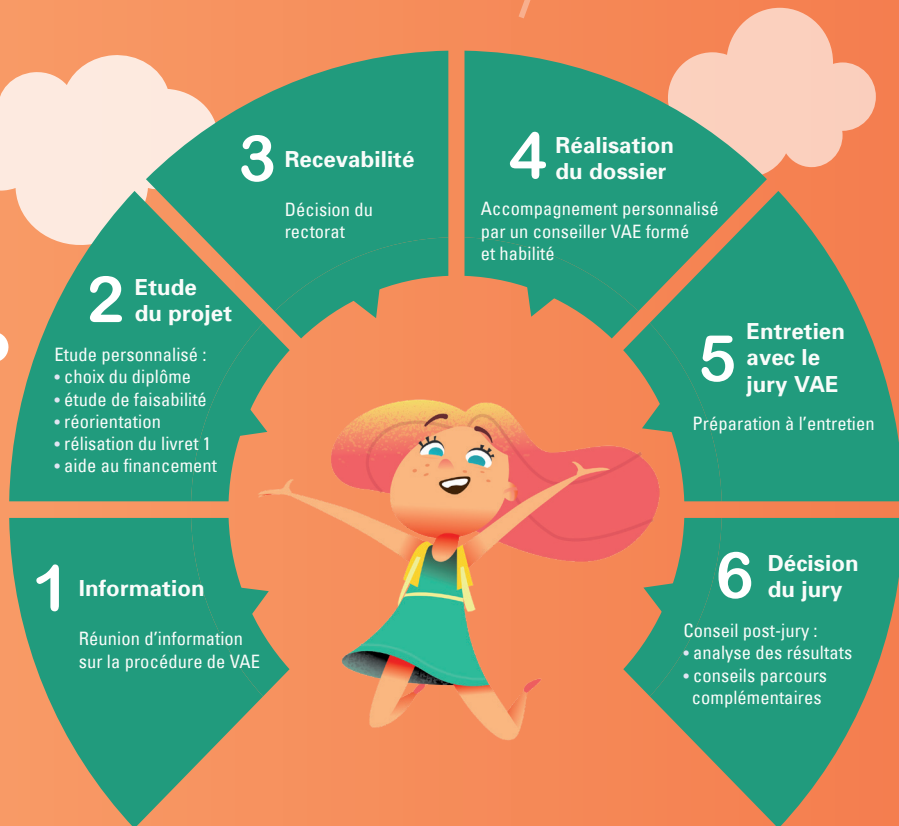 1 Information
Réunion d’information
sur la procédure de VAE
2 Etude
du projet
Etude personnalisé :
• choix du diplôme
• étude de faisabilité
• réorientation
• rélisation du livret 1
• aide au financement
3 Recevabilité
Décision du
rectorat
4 Réalisation
du dossier
Accompagnement personnalisé
par un conseiller VAE formé
et habilité
5 Entretien
avec le
jury VAE
Préparation à l’entretien
6 Décision
du jury
Conseil post-jury :
• analyse des résultats
• conseils parcours
complémentaires